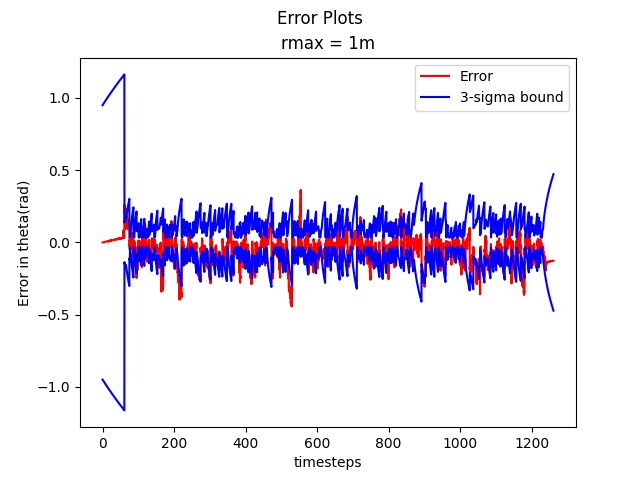 Error Plots
rmax = 1m
Error
3-sigma bound
1.0
0.5
0.0
−0.5
−1.0
Error in theta(rad)
0
200
400
600
800
1000
1200
timesteps